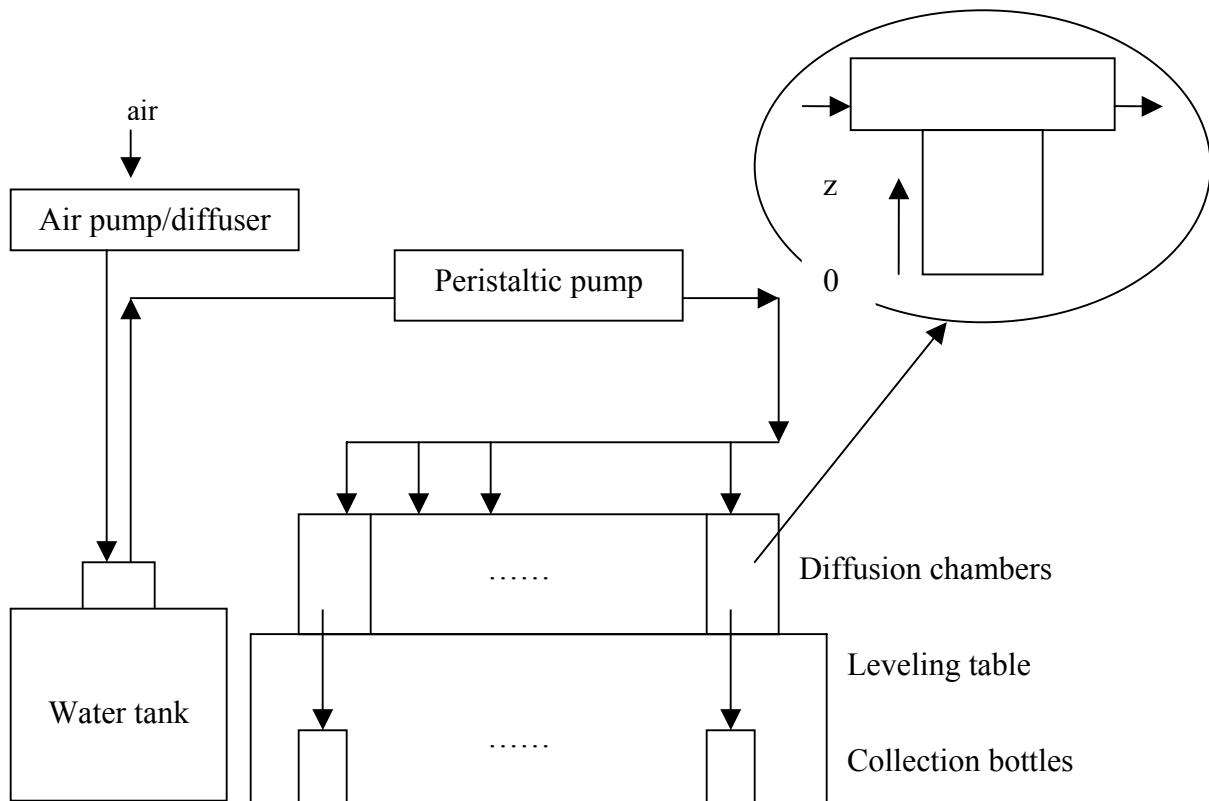 air
Air pump/diffuser
z
Peristaltic pump
0
......
Diffusion chambers
Leveling table
Water tank
......
Collection bottles